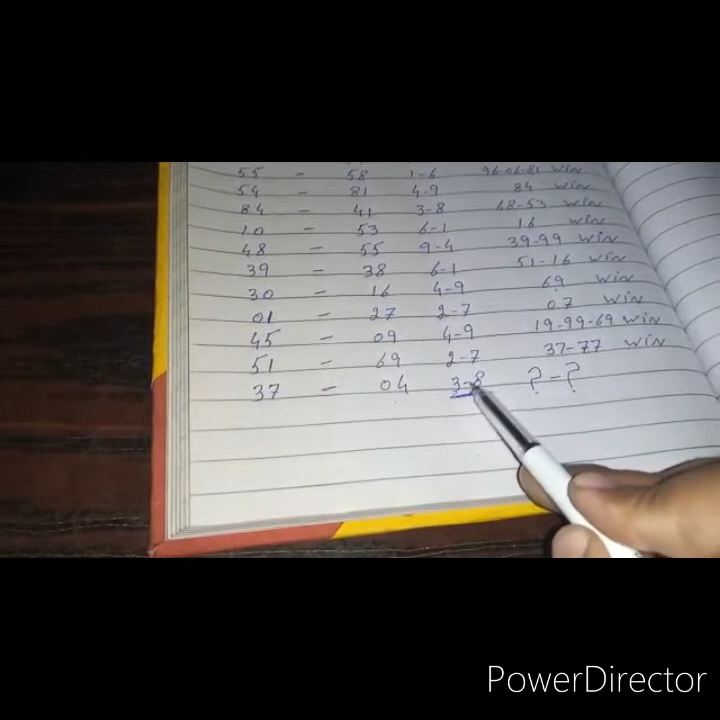 55 - 58 1-6 96-06-81 WIN
54 - 81 4-9 84 WIN
84 - 41 3-8 68-53 WIN
10 - 53 6-1 16 WIN
48 - 55 9-4 39-99 WIN
39 - 38 6-1 51-16 WIN
30 - 16 4-9 69 WIN
01 - 27 2-7 07 WIN
45 - 09 4-9 19-99-69 WIN
51 - 69 2-7 37-77 WIN
37 - 04 3-8 ?-?
PowerDirector